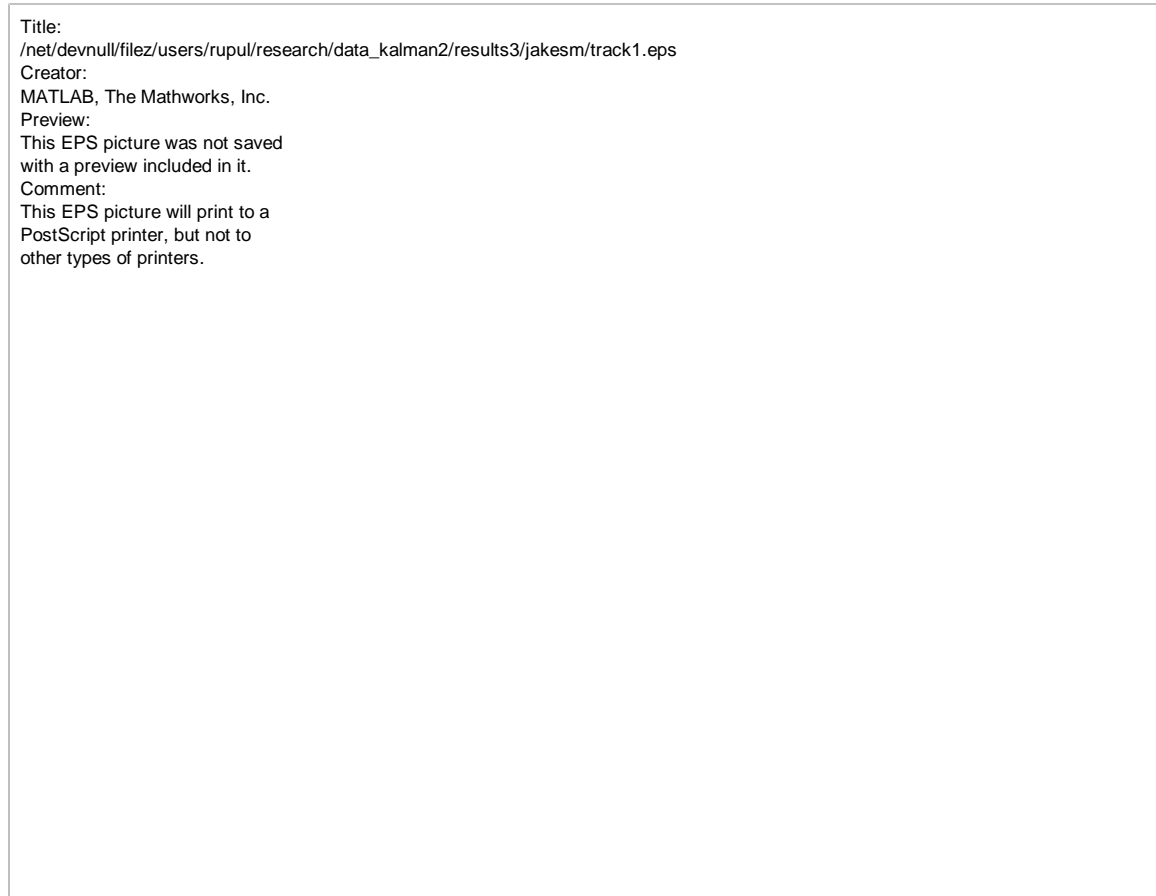 Title:
/net/devnull/filez/users/rupul/research/data_kalman2/results3/jakesm/track1.eps
Creator:
MATLAB, The Mathworks, Inc.
Preview:
This EPS picture was not saved
with a preview included in it.
Comment:
This EPS picture will print to a
PostScript printer, but not to
other types of printers.